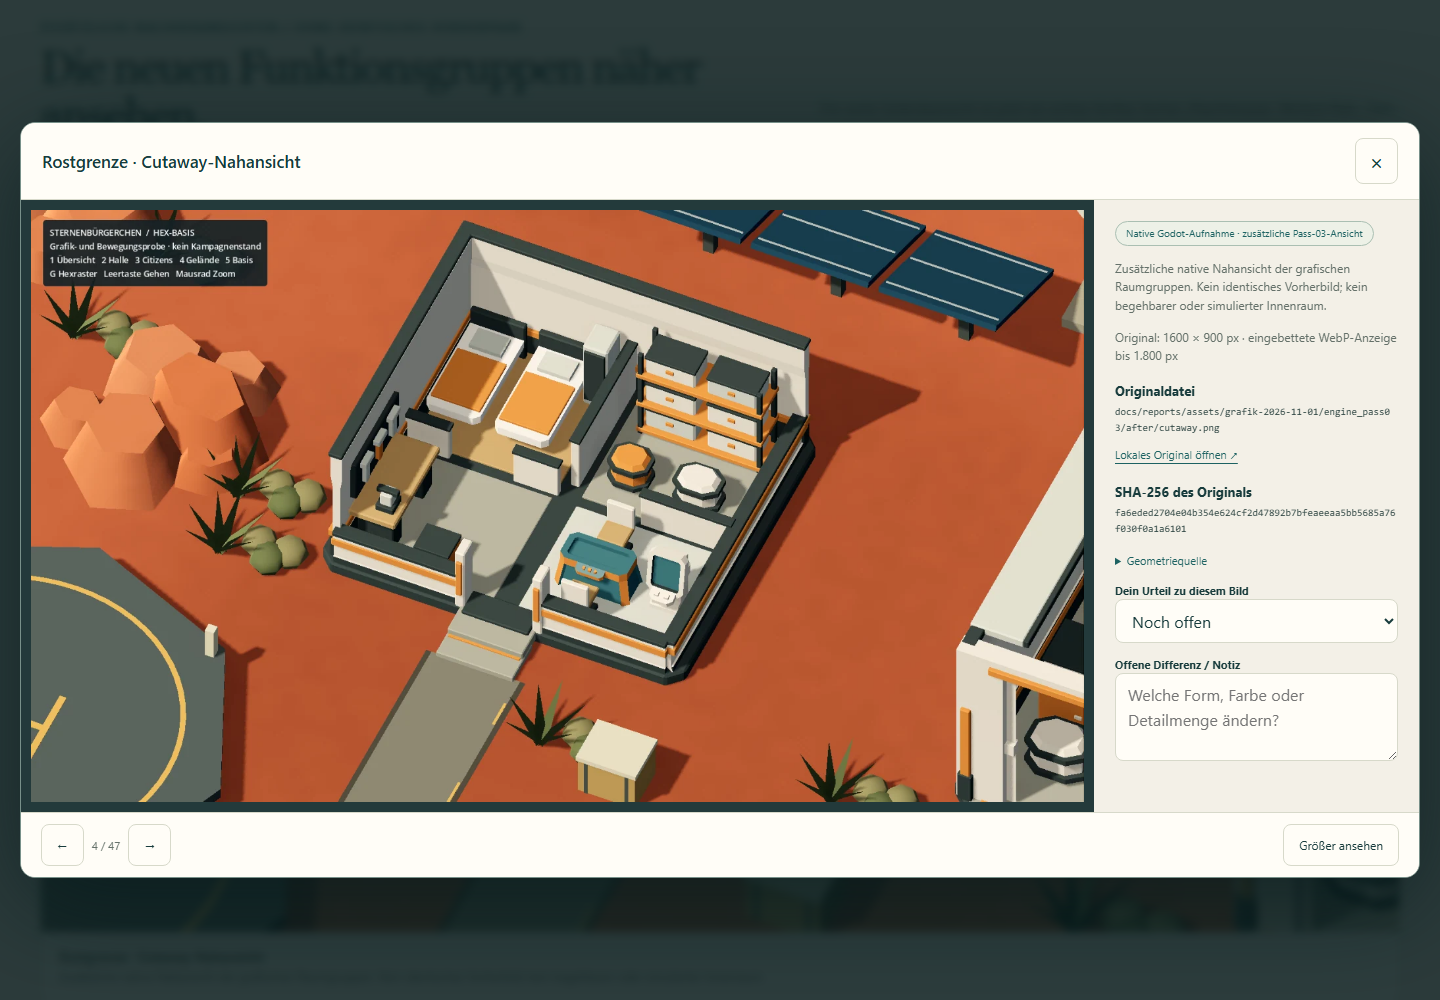 Die neuen Funktionsgruppen näher
ansehen
Rostgrenze · Cutaway-Nahansicht
×
STERNENBÜRGERCHEN / HEX-BASIS
Grafik- und Bewegungsprobe · kein Kampagnenstand
1 Übersicht 2 Halle 3 Citizens 4 Gelände 5 Basis
G Hexraster Leertaste Gehen Mausrad Zoom
Native Godot-Aufnahme · zusätzliche Pass-03-Ansicht
Zusätzliche native Nahansicht der grafischen
Raumgruppen. Kein identisches Vorherbild; kein
begehbarer oder simulierter Innenraum.
Original: 1600 × 900 px · eingebettete WebP-Anzeige
bis 1.800 px
Originaldatei
docs/reports/assets/grafik-2026-11-01/engine_pass0
3/after/cutaway.png
Lokales Original öffnen ↗
SHA-256 des Originals
fa6eded2704e04b354e624cf2d47892b7bfeaeeaa5bb5685a76
f030f0a1a6101
▶ Geometriequelle
Dein Urteil zu diesem Bild
Noch offen
Offene Differenz / Notiz
Welche Form, Farbe oder
Detailmenge ändern?
← 4 / 47 →
Größer ansehen